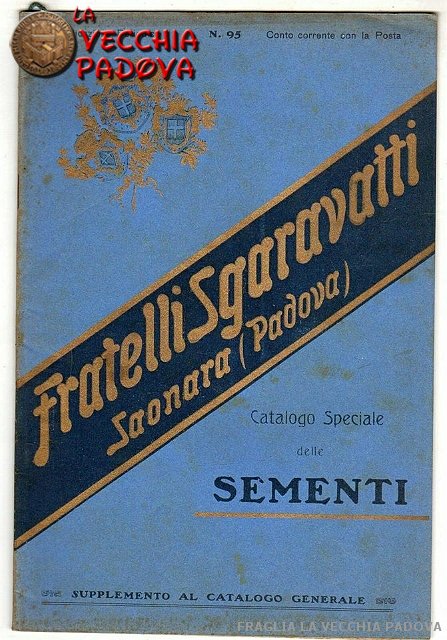 LA
VECCHIA
PADOVA
N. 95
Conto corrente con la Posta
Fratelli Sgaravatti
Saonara (Padova)
Catalogo Speciale
delle
SEMENTI
SUPPLEMENTO AL CATALOGO GENERALE
FRAGLIA LA VECCHIA PADOVA